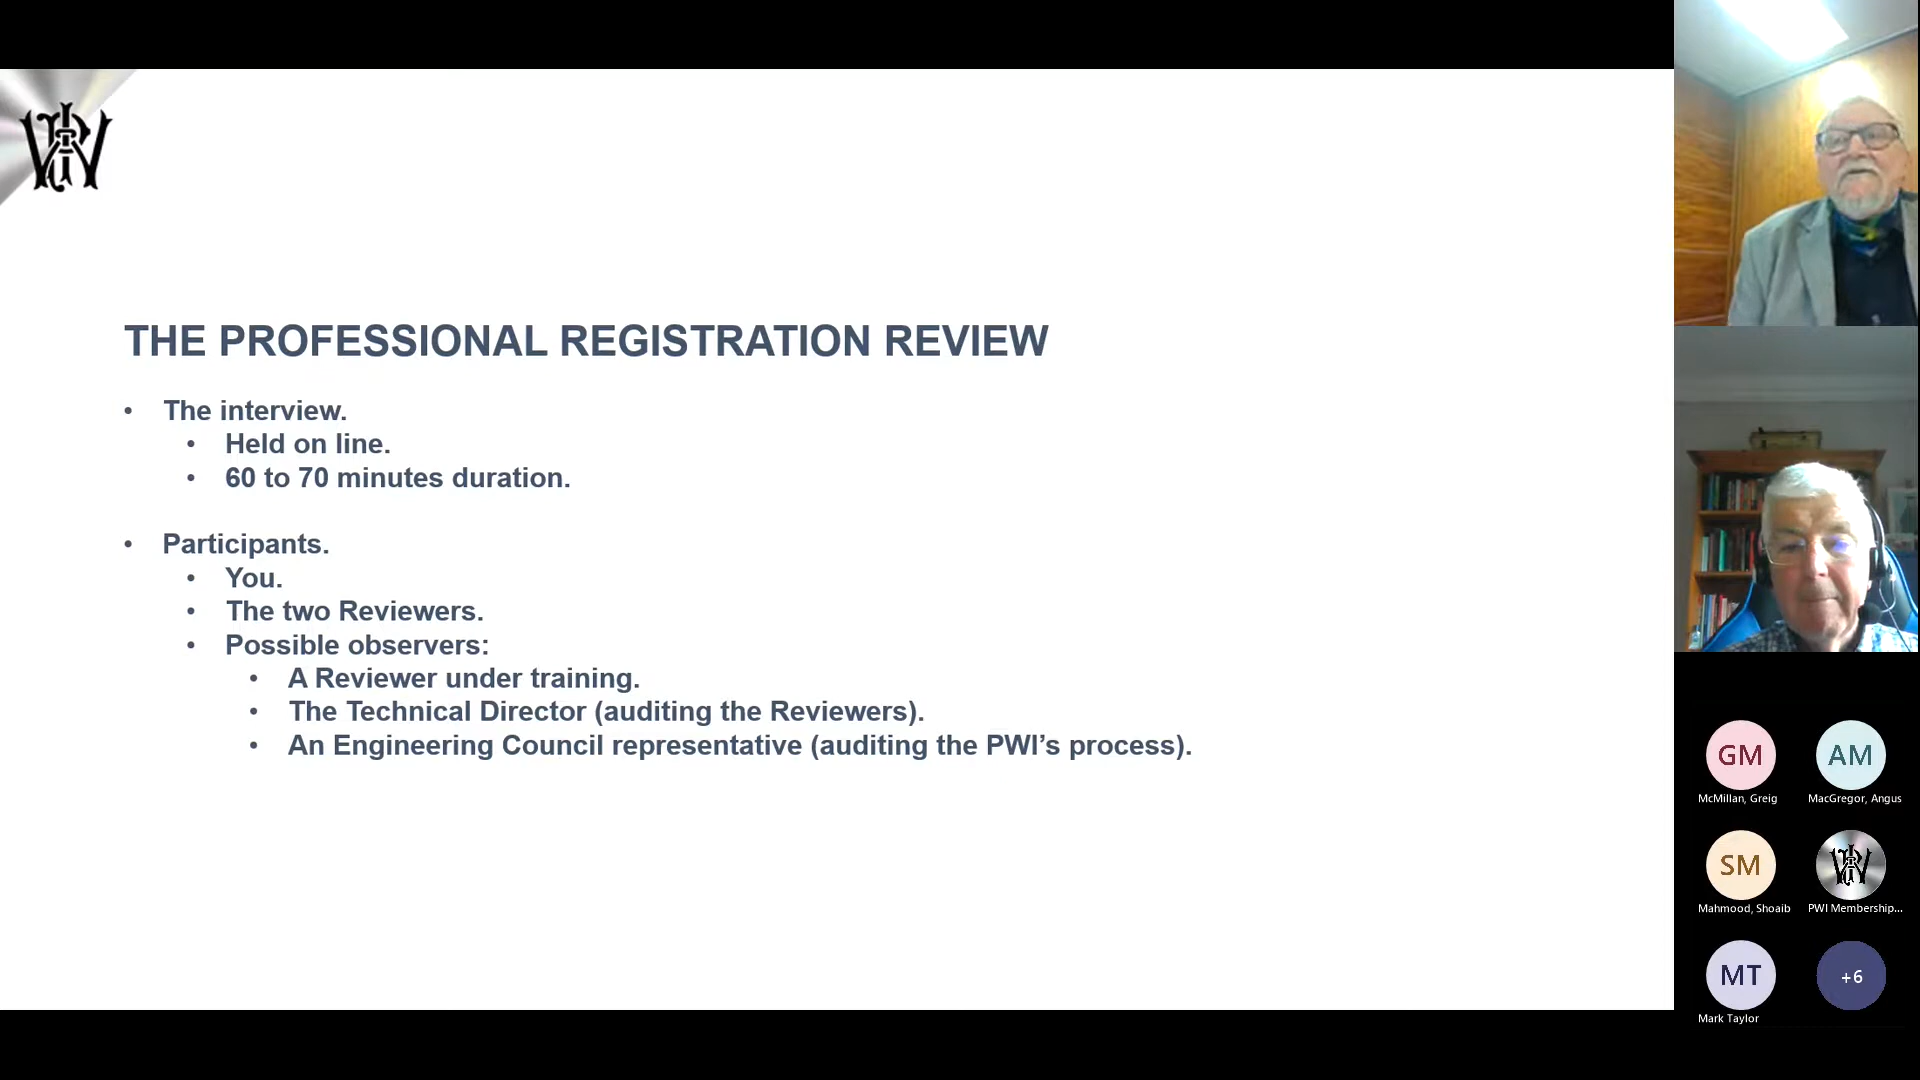 THE PROFESSIONAL REGISTRATION REVIEW
• The interview.
• Held on line.
• 60 to 70 minutes duration.
• Participants.
• You.
• The two Reviewers.
• Possible observers:
• A Reviewer under training.
• The Technical Director (auditing the Reviewers).
• An Engineering Council representative (auditing the PWI’s process).
GM
AM
McMillan, Greig
MacGregor, Angus
SM
Mahmood, Shoaib
PWI Membership...
MT
+6
Mark Taylor